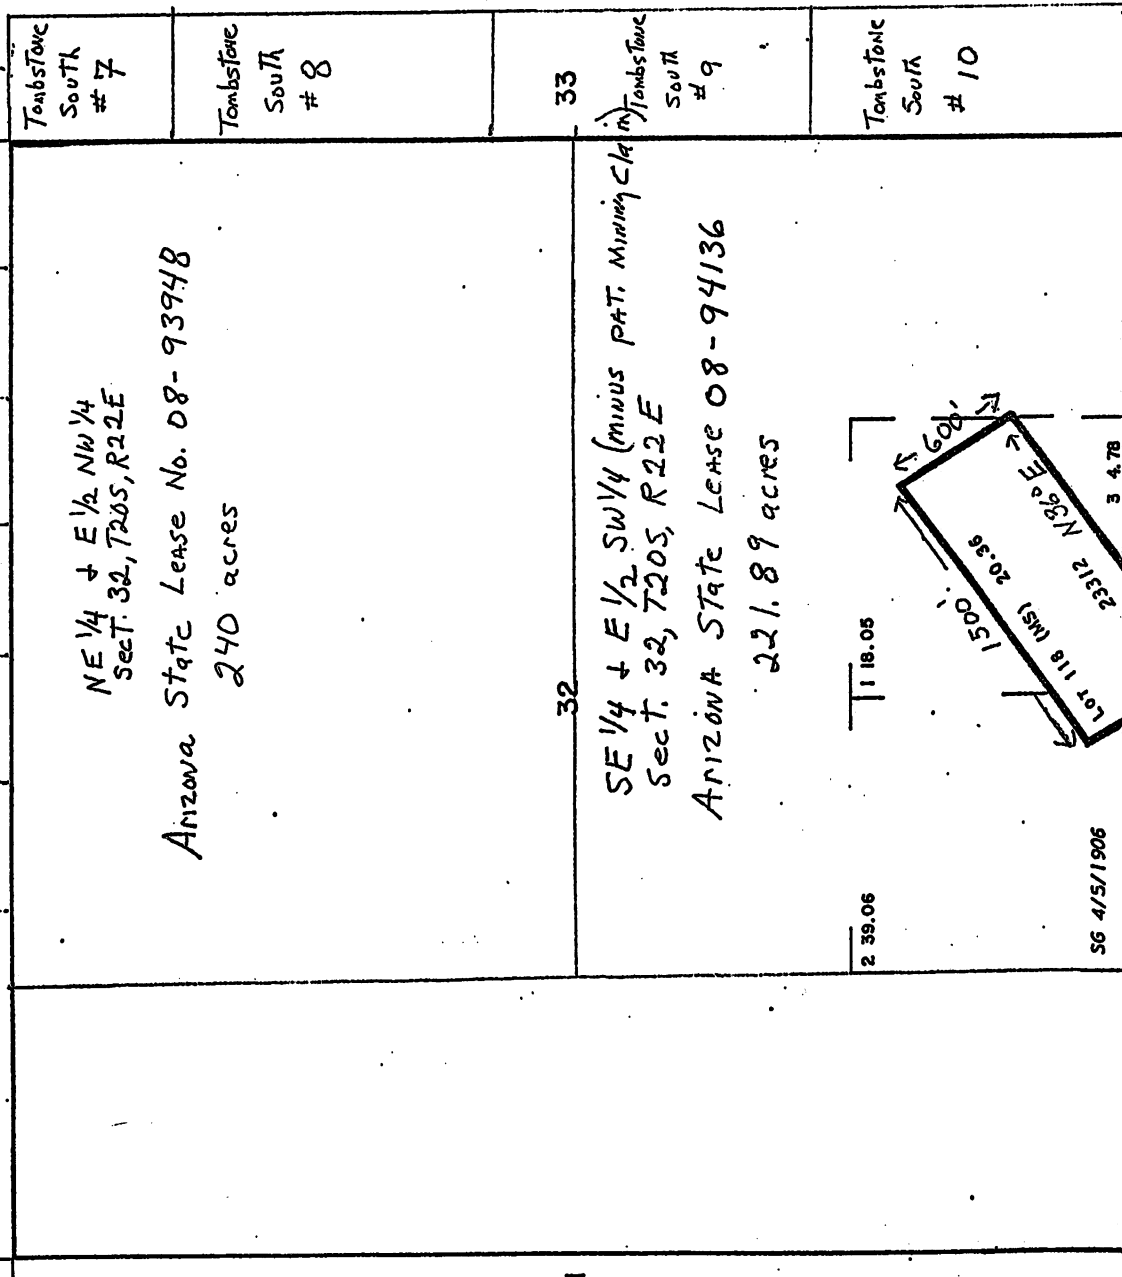 Tombstone
South
# 7
Tombstone
South
# 8
33
Tombstone
South
# 9
Tombstone
South
# 10
NE 1/4 + E 1/2 NW 1/4
Sect. 32, T20S, R22E
Arizona State Lease No. 08-93948
240 acres
32
SE 1/4 + E 1/2 SW 1/4 (minus PAT. Mining Claim)
Sect. 32, T20S, R22E
Arizona State Lease 08-94136
221.89 acres
600'
1500'
N36° E
23312
20.36
LOT 118 (MS)
3 4.78
1 18.05
2 39.06
SG 4/5/1906